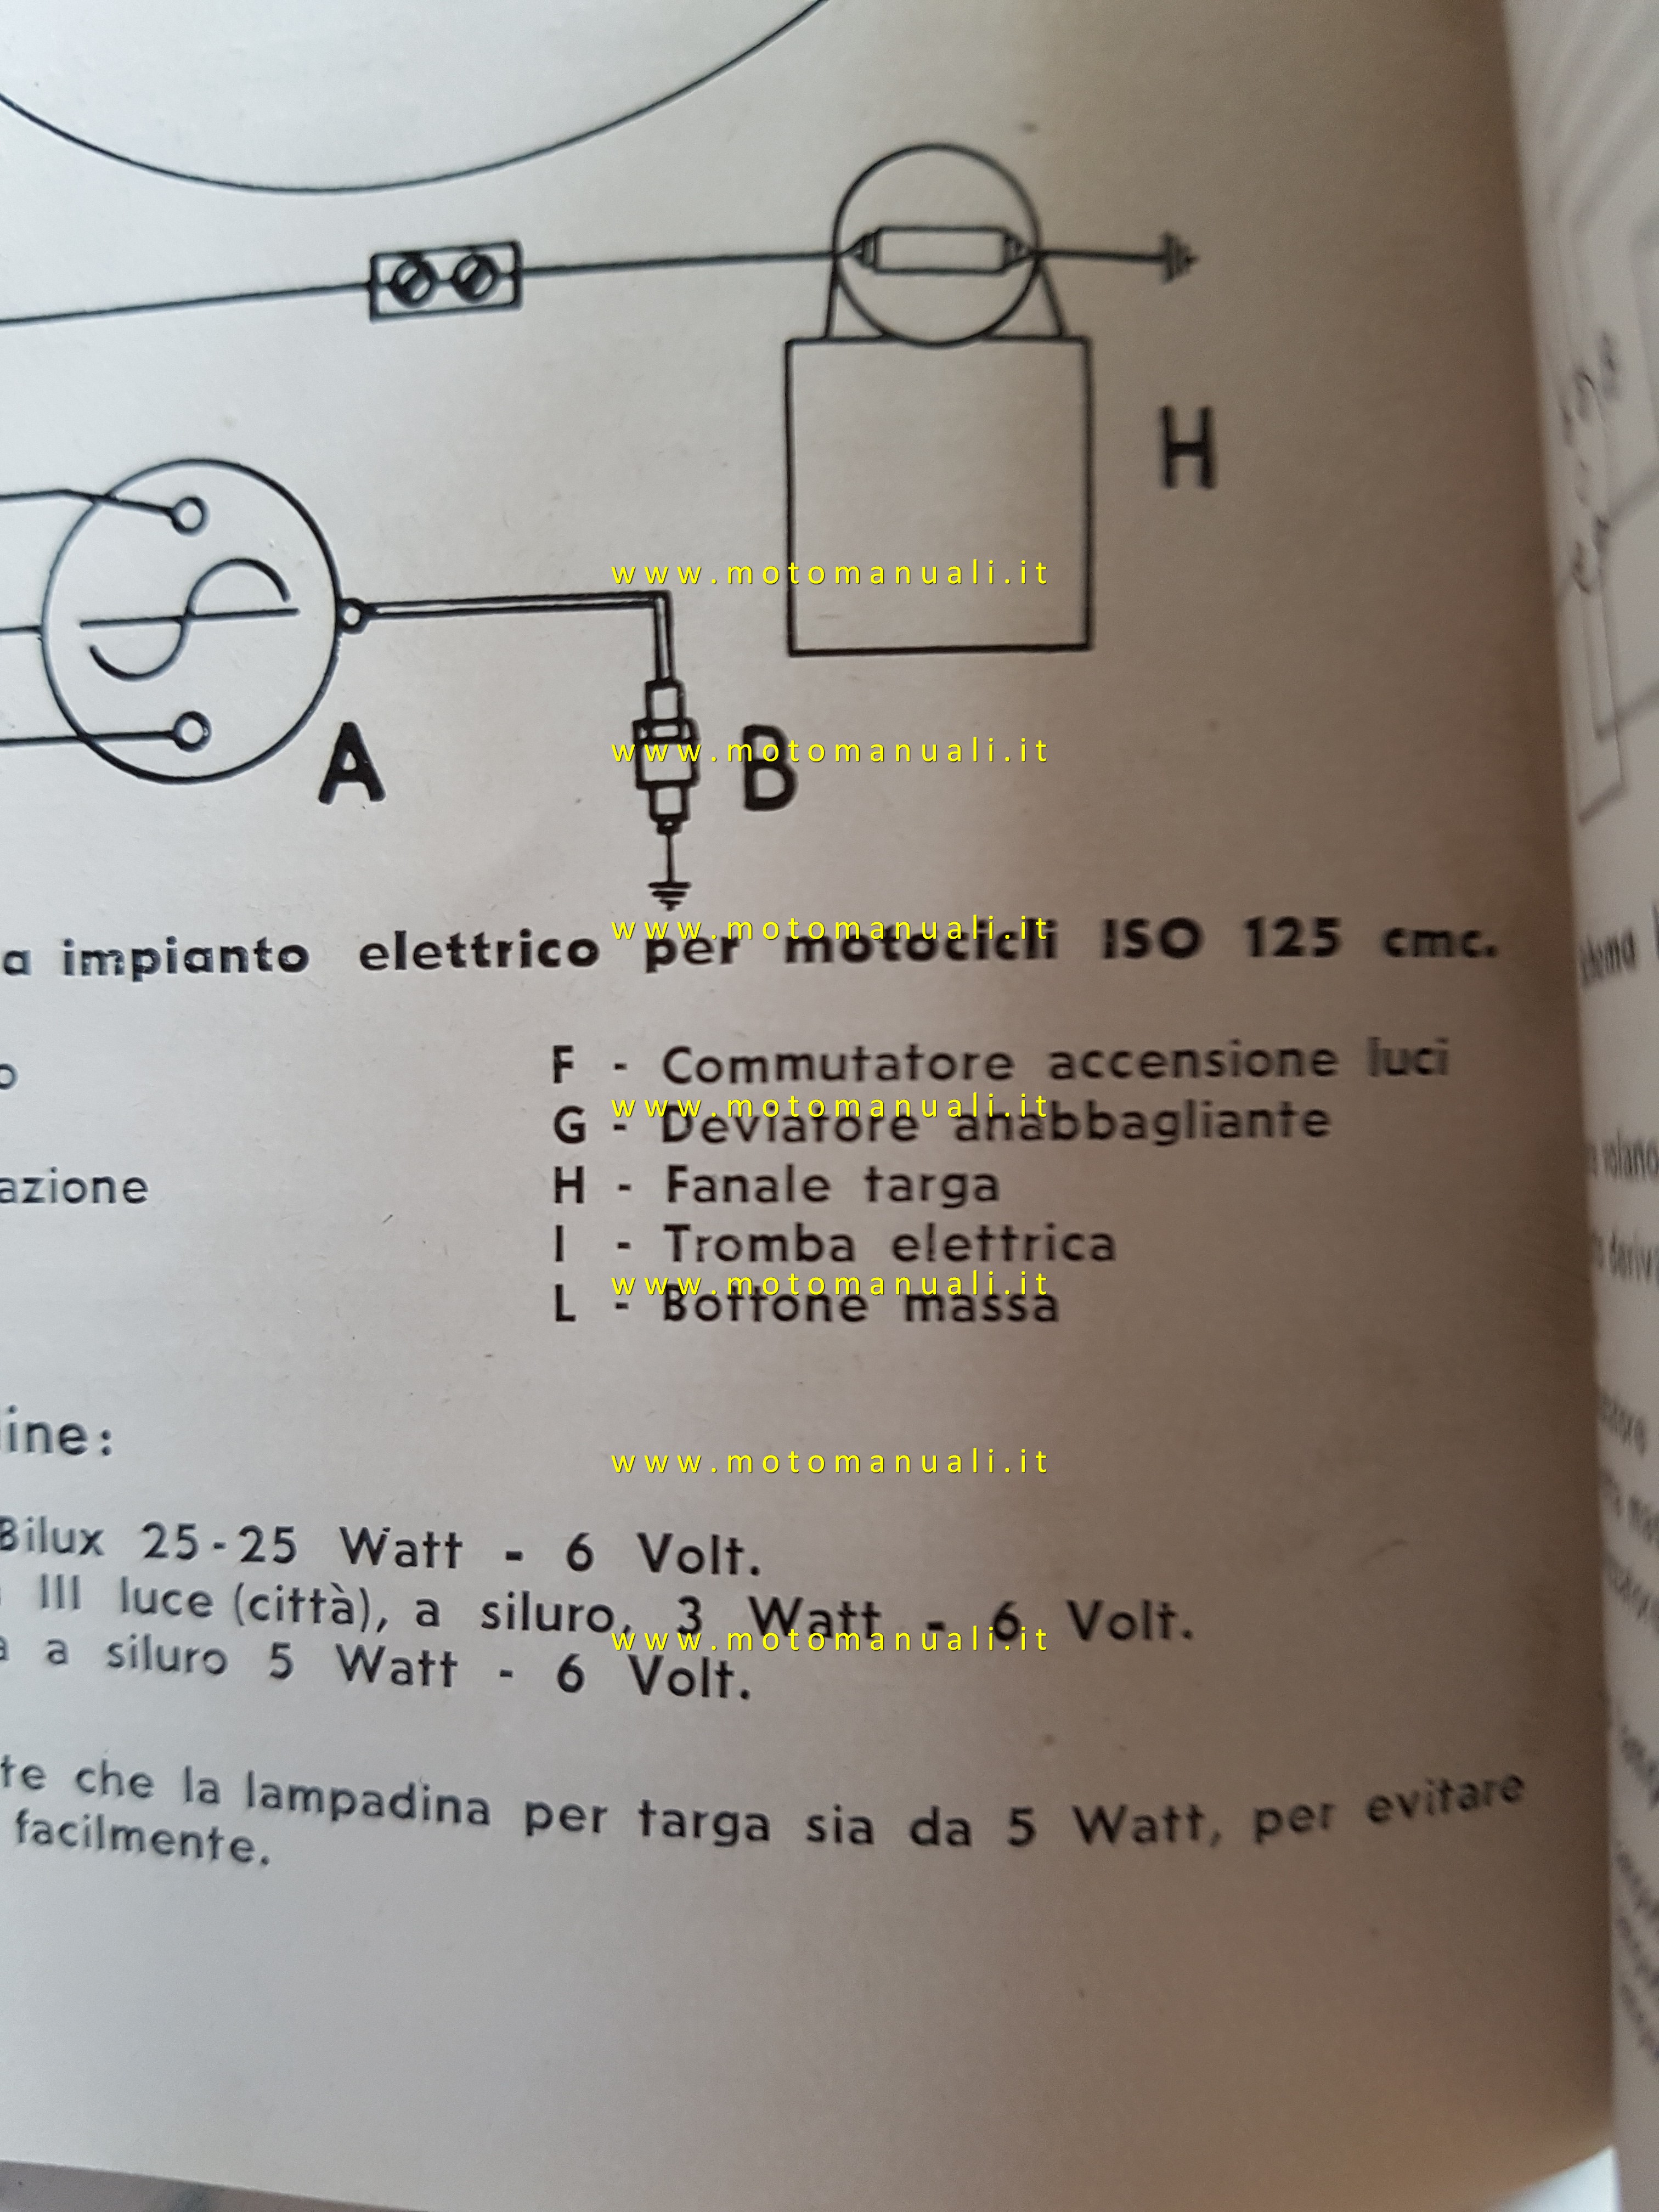 H
www.motomanuali.it
A
www.motomanuali.it
B
www.motomanuali.it
a impianto elettrico per motocicli ISO 125 cmc.
o
azione
F - Commutatore accensione luci
www.motomanuali.it
G - Deviatore anabbagliante
H - Fanale targa
I - Tromba elettrica
www.motomanuali.it
L - Bottone massa
ine:
www.motomanuali.it
Bilux 25-25 Watt - 6 Volt.
III luce (città), a siluro, 3 Watt - 6 Volt.
www.motomanuali.it
a a siluro 5 Watt - 6 Volt.
te che la lampadina per targa sia da 5 Watt, per evitare
facilmente.